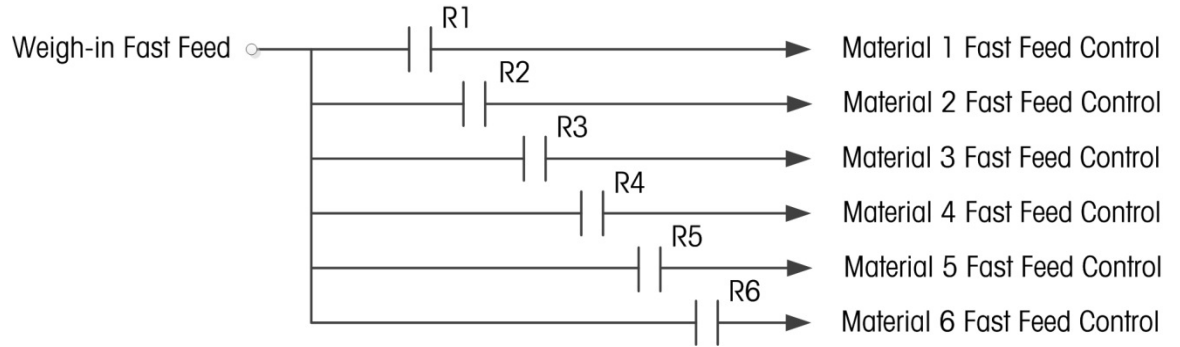 R1
Weigh-in Fast Feed Material 1 Fast Feed Control
R2
Material 2 Fast Feed Control
R3
Material 3 Fast Feed Control
R4
Material 4 Fast Feed Control
R5
Material 5 Fast Feed Control
R6
Material 6 Fast Feed Control